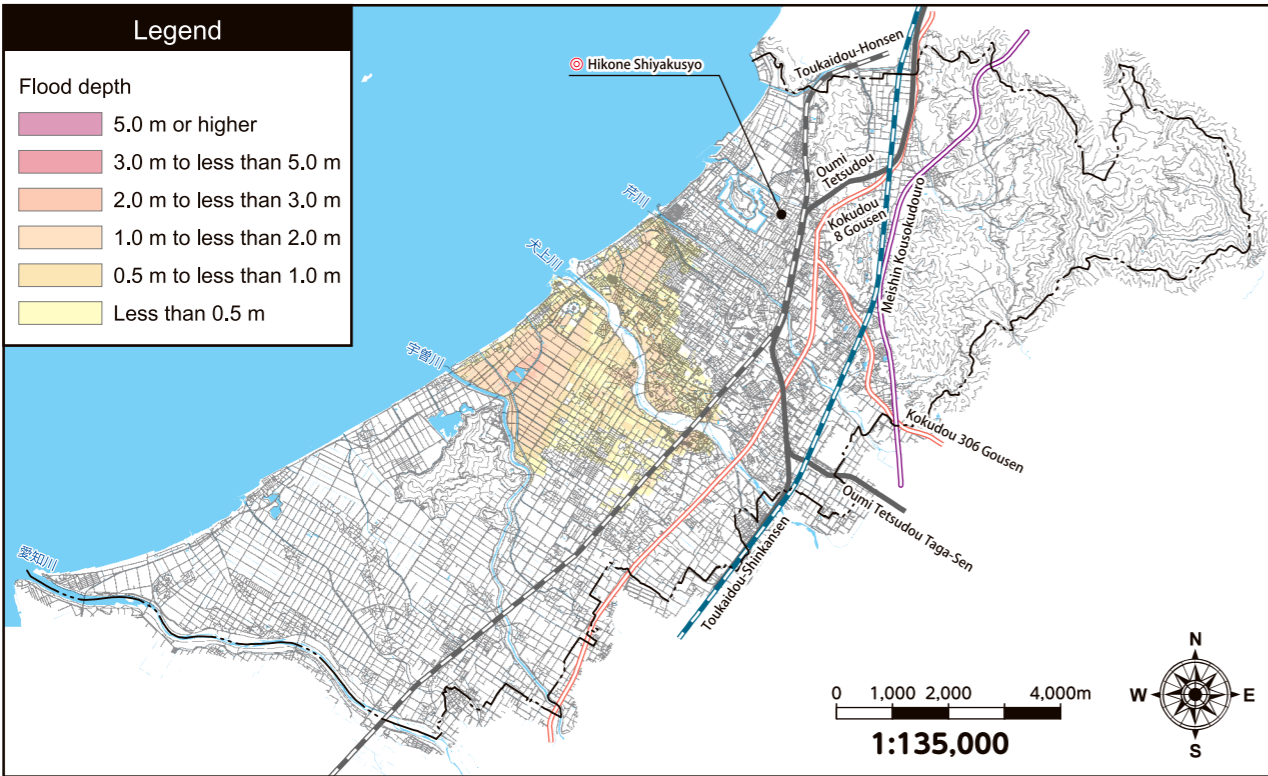 Legend
Flood depth
5.0 m or higher
3.0 m to less than 5.0 m
2.0 m to less than 3.0 m
1.0 m to less than 2.0 m
0.5 m to less than 1.0 m
Less than 0.5 m
◎ Hikone Shiyakusyo
Toukaidou-Honsen
Oumi
Tetsudou
Kokudou
8 Gousen
Meishin Kousokudouro
芹川
犬上川
宇曽川
愛知川
Kokudou 306 Gousen
Oumi Tetsudou Taga-Sen
Toukaidou-Shinkansen
0 1,000 2,000 4,000m
1:135,000
N
W E
S